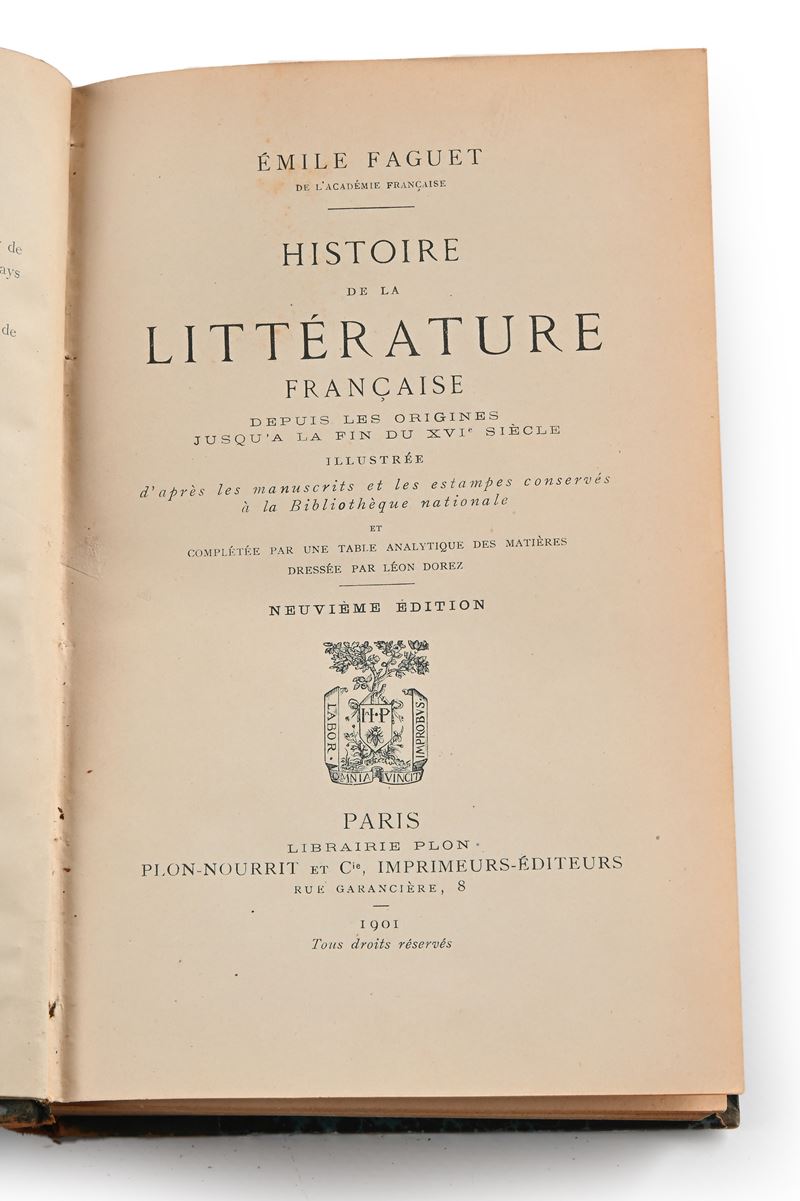 de
ays
de
ÉMILE FAGUET
DE L'ACADÉMIE FRANÇAISE
HISTOIRE
DE LA
LITTÉRATURE
FRANÇAISE
DEPUIS LES ORIGINES
JUSQU'A LA FIN DU XVIe SIÈCLE
ILLUSTRÉE
d'après les manuscrits et les estampes conservés
à la Bibliothèque nationale
ET
COMPLÉTÉE PAR UNE TABLE ANALYTIQUE DES MATIÈRES
DRESSÉE PAR LÉON DOREZ
NEUVIÈME ÉDITION
H·P
LABOR·
OMNIA VINCIT
IMPROBVS·
PARIS
LIBRAIRIE PLON
PLON-NOURRIT ET Cie, IMPRIMEURS-ÉDITEURS
RUE GARANCIÈRE, 8
1901
Tous droits réservés